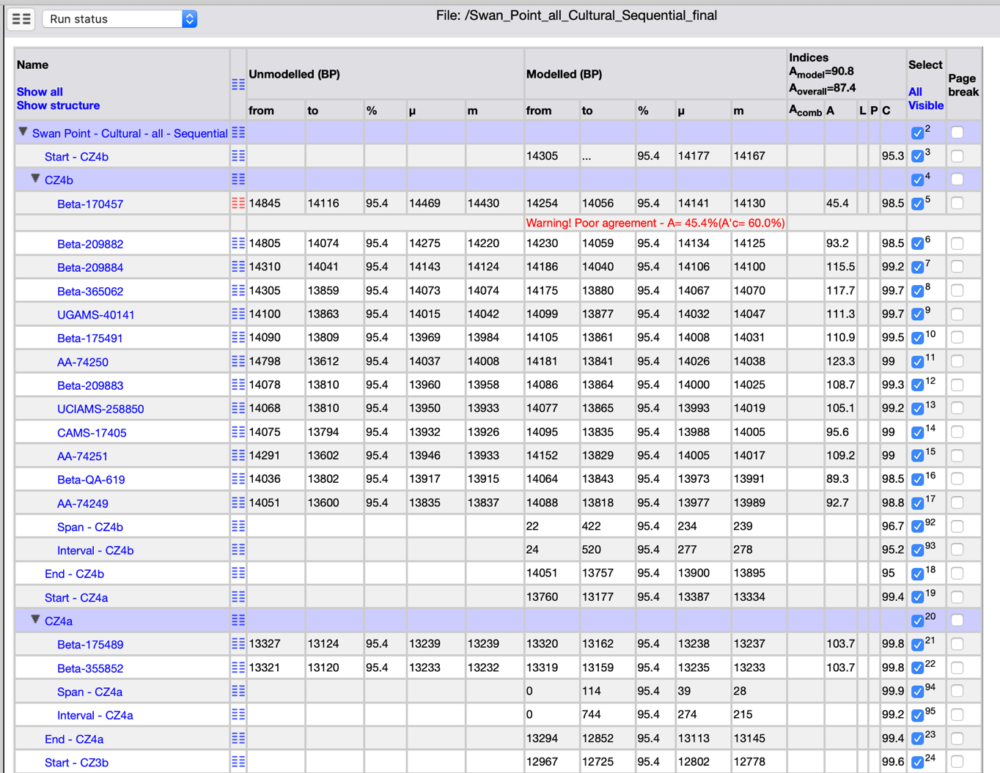 Run status
File: /Swan_Point_all_Cultural_Sequential_final
Name Unmodelled (BP) Modelled (BP) Indices Select Page break
Amodel=90.8
Aoverall=87.4
Show all All
Show structure Visible
from to % µ m from to % µ m Acomb A L P C
Swan Point - Cultural - all - Sequential 2
Start - CZ4b 14305 ... 95.4 14177 14167 95.3 3
CZ4b 4
Beta-170457 14845 14116 95.4 14469 14430 14254 14056 95.4 14141 14130 45.4 98.5 5
Warning! Poor agreement - A= 45.4%(A'c= 60.0%)
Beta-209882 14805 14074 95.4 14275 14220 14230 14059 95.4 14134 14125 93.2 98.5 6
Beta-209884 14310 14041 95.4 14143 14124 14186 14040 95.4 14106 14100 115.5 99.2 7
Beta-365062 14305 13859 95.4 14073 14074 14175 13880 95.4 14067 14070 117.7 99.7 8
UGAMS-40141 14100 13863 95.4 14015 14042 14099 13877 95.4 14032 14047 111.3 99.7 9
Beta-175491 14090 13809 95.4 13969 13984 14105 13861 95.4 14008 14031 110.9 99.5 10
AA-74250 14798 13612 95.4 14037 14008 14181 13841 95.4 14026 14038 123.3 99 11
Beta-209883 14078 13810 95.4 13960 13958 14086 13864 95.4 14000 14025 108.7 99.3 12
UCIAMS-258850 14068 13810 95.4 13950 13933 14077 13865 95.4 13993 14019 105.1 99.2 13
CAMS-17405 14075 13794 95.4 13932 13926 14095 13835 95.4 13988 14005 95.6 99 14
AA-74251 14291 13602 95.4 13946 13933 14152 13829 95.4 14005 14017 109.2 99 15
Beta-QA-619 14036 13802 95.4 13917 13915 14064 13843 95.4 13973 13991 89.3 98.5 16
AA-74249 14051 13600 95.4 13835 13837 14088 13818 95.4 13977 13989 92.7 98.8 17
Span - CZ4b 22 422 95.4 234 239 96.7 92
Interval - CZ4b 24 520 95.4 277 278 95.2 93
End - CZ4b 14051 13757 95.4 13900 13895 95 18
Start - CZ4a 13760 13177 95.4 13387 13334 99.4 19
CZ4a 20
Beta-175489 13327 13124 95.4 13239 13239 13320 13162 95.4 13238 13237 103.7 99.8 21
Beta-355852 13321 13120 95.4 13233 13232 13319 13159 95.4 13235 13233 103.7 99.8 22
Span - CZ4a 0 114 95.4 39 28 99.9 94
Interval - CZ4a 0 744 95.4 274 215 99.2 95
End - CZ4a 13294 12852 95.4 13113 13145 99.4 23
Start - CZ3b 12967 12725 95.4 12802 12778 99.6 24